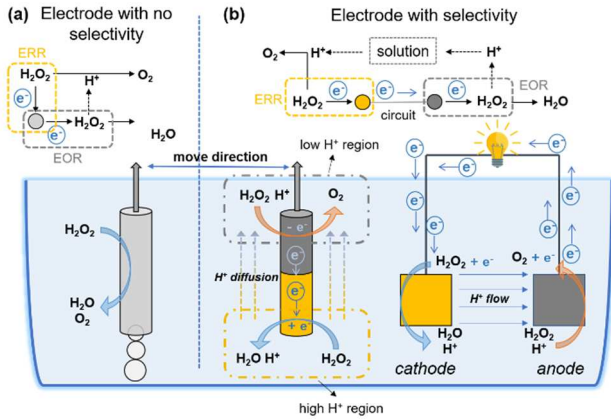 (a)
Electrode with no
selectivity
ERR
H₂O₂
H⁺
O₂
e⁻
e⁻
H₂O₂
H₂O
EOR
(b)
Electrode with selectivity
O₂
H⁺
solution
H⁺
ERR
H₂O₂
e⁻
e⁻
circuit
e⁻
H₂O₂
H₂O
EOR
move direction
low H⁺ region
H₂O₂
H₂O
O₂
H₂O₂ H⁺
O₂
- e⁻
e⁻
H⁺ diffusion
e⁻
+ e⁻
H₂O H⁺
H₂O₂
high H⁺ region
e⁻
e⁻
e⁻
e⁻
e⁻
e⁻
e⁻
e⁻
e⁻
H₂O₂ + e⁻
O₂ + e⁻
H⁺ flow
H₂O
H⁺
H₂O₂
H⁺
cathode
anode